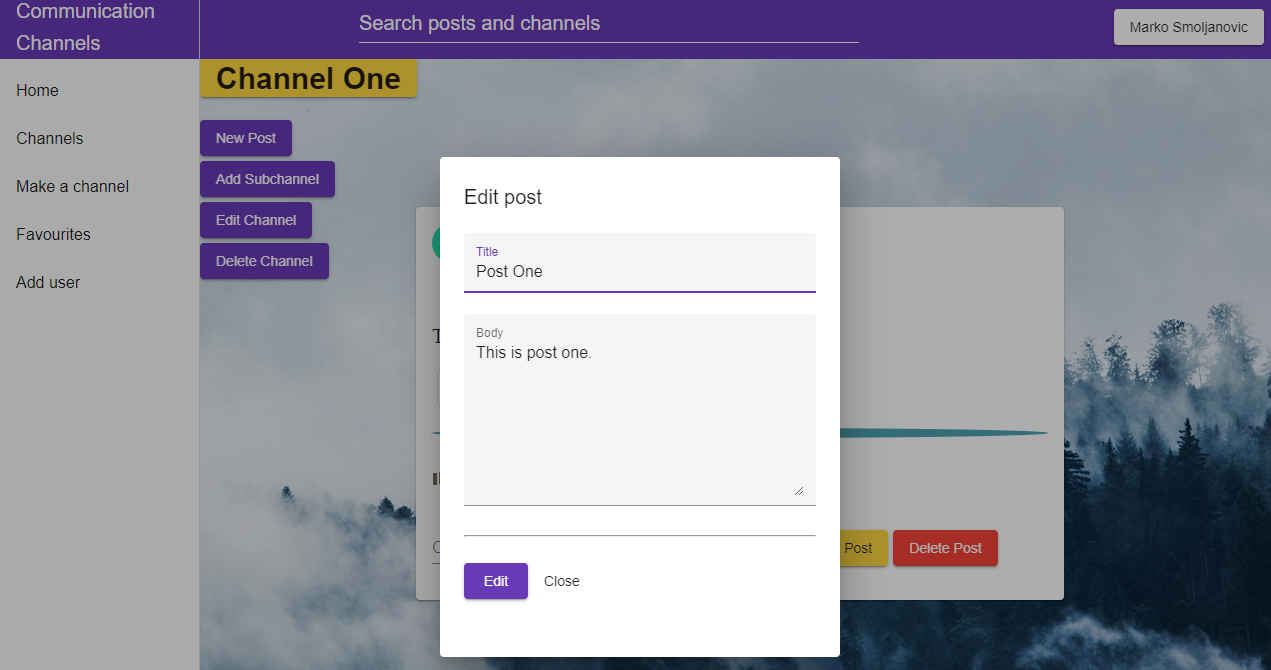 Communication
Channels
Search posts and channels
Marko Smoljanovic
Home
Channels
Make a channel
Favourites
Add user
Channel One
New Post
Add Subchannel
Edit Channel
Delete Channel
Edit post
Title
Post One
Body
This is post one.
Edit
Close
Post
Delete Post